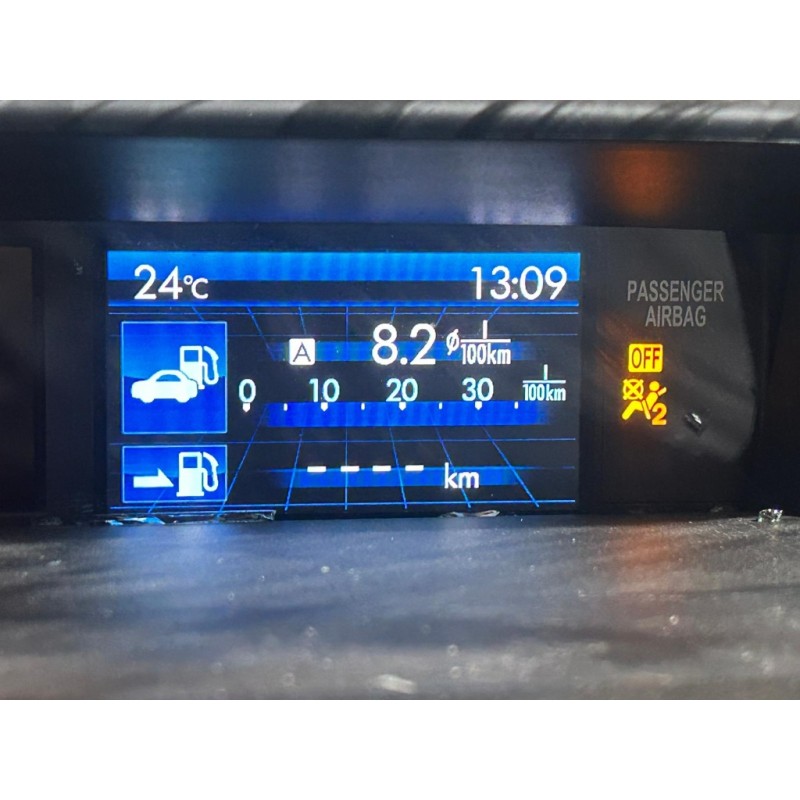 24°C 13:09
A 8.2 ø l/100km
0 10 20 30 l/100km
---- km
PASSENGER
AIRBAG
OFF
2